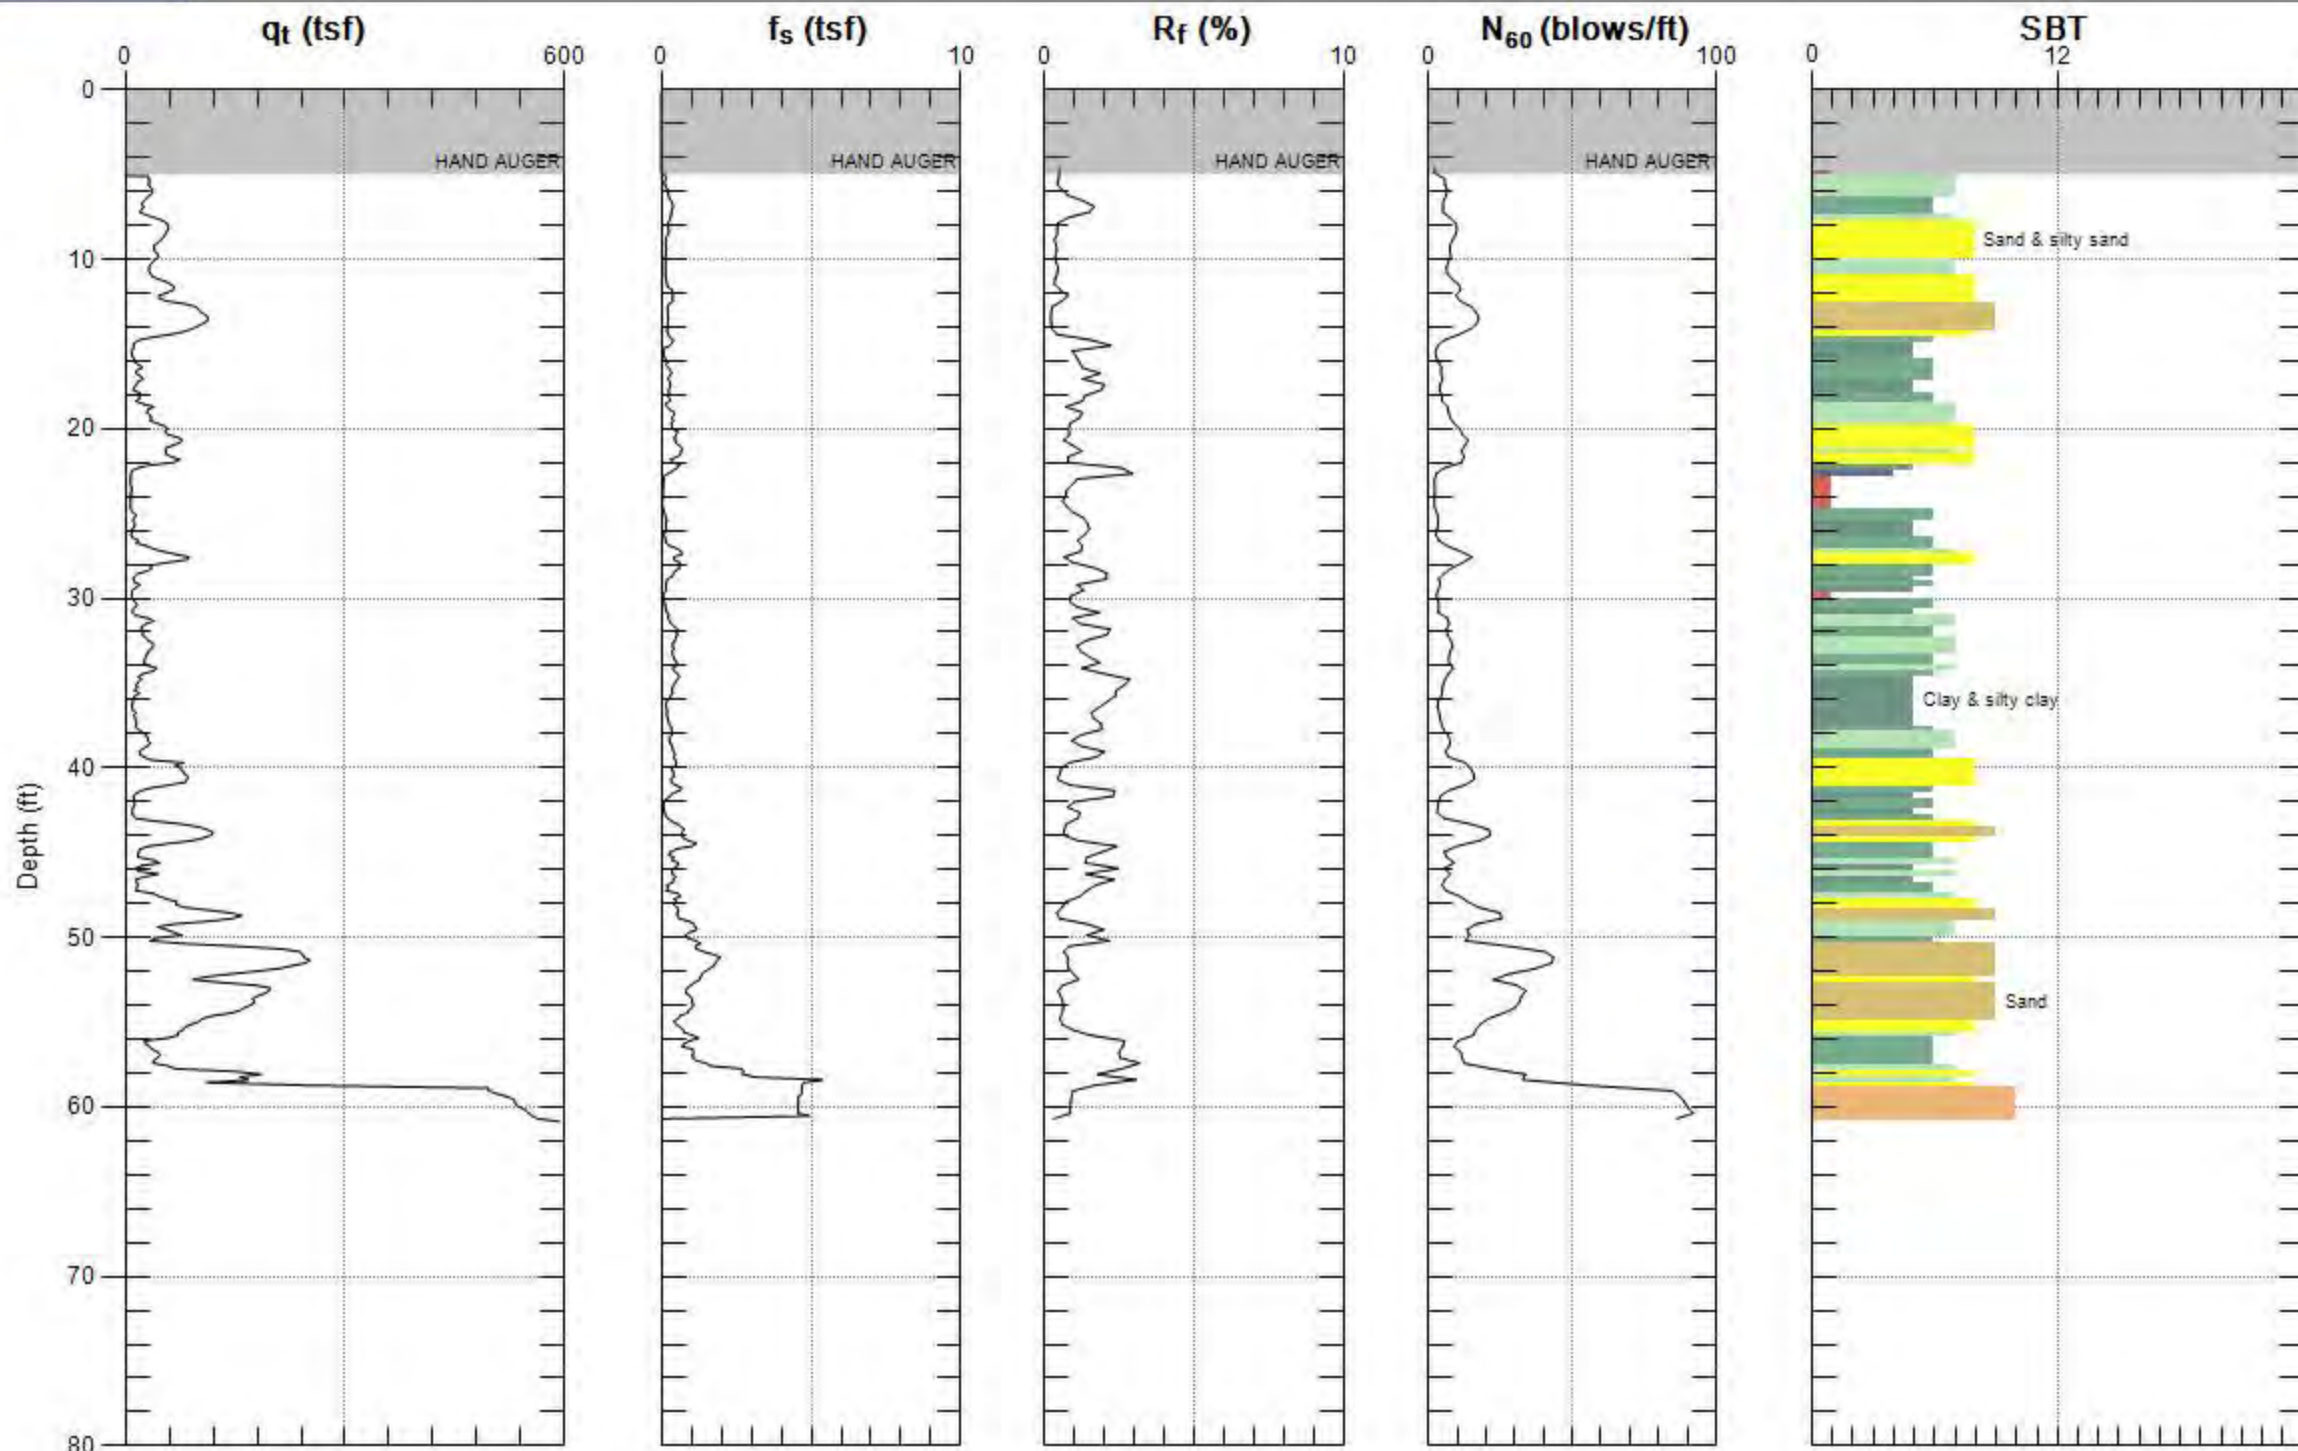 qt (tsf) fs (tsf) Rf (%) N60 (blows/ft) SBT
0 600 0 10 0 10 0 100 0 12
0
HAND AUGER HAND AUGER HAND AUGER HAND AUGER
Sand & silty sand
10
20
30
Clay & silty clay
40
Depth (ft)
50
Sand
60
70
80